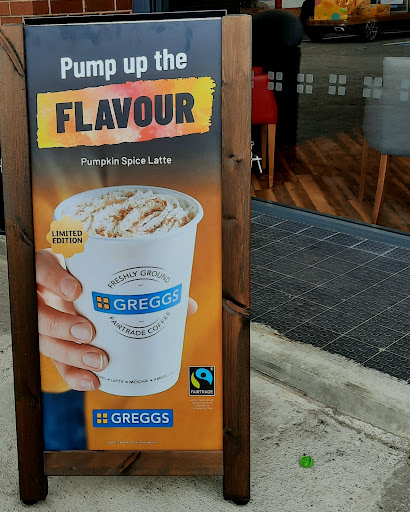 Pump up the
FLAVOUR
Pumpkin Spice Latte
LIMITED
EDITION
FRESHLY GROUND
GREGGS
FAIRTRADE COFFEE
• LATTE • MOCHA •
FAIRTRADE
GREGGS